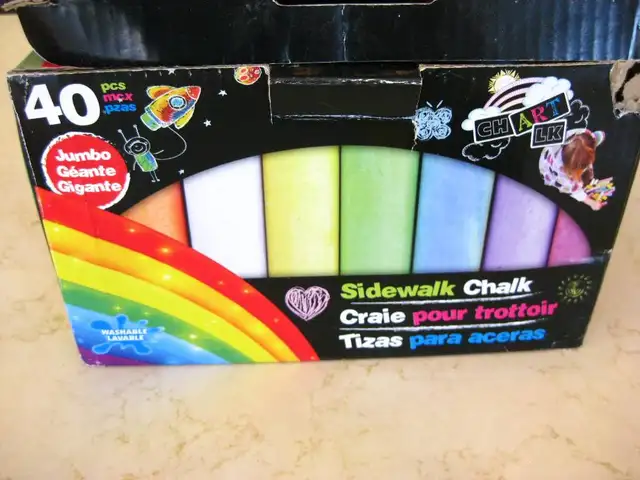 40 pcs
mcx
.pzas
CHART
LK
Jumbo
Géante
Gigante
Sidewalk Chalk
Craie pour trottoir
Tizas para aceras
WASHABLE
LAVABLE